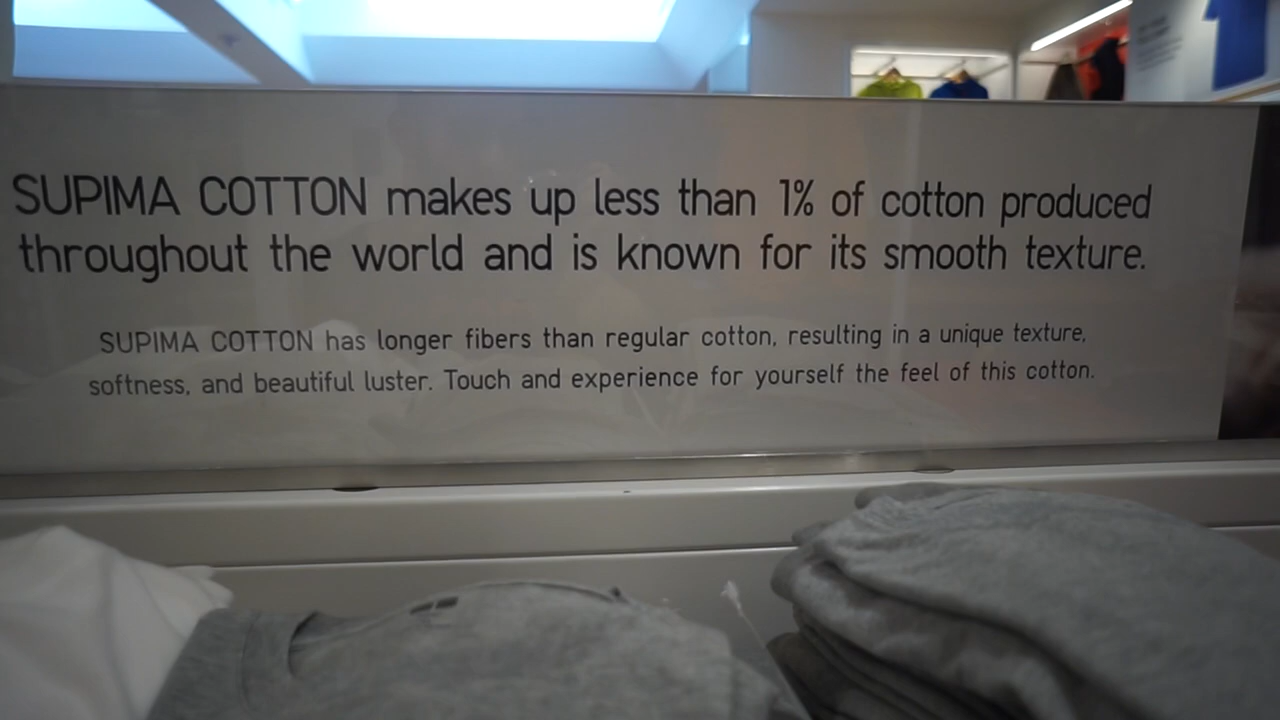 SUPIMA COTTON makes up less than 1% of cotton produced
throughout the world and is known for its smooth texture.
SUPIMA COTTON has longer fibers than regular cotton, resulting in a unique texture,
softness, and beautiful luster. Touch and experience for yourself the feel of this cotton.